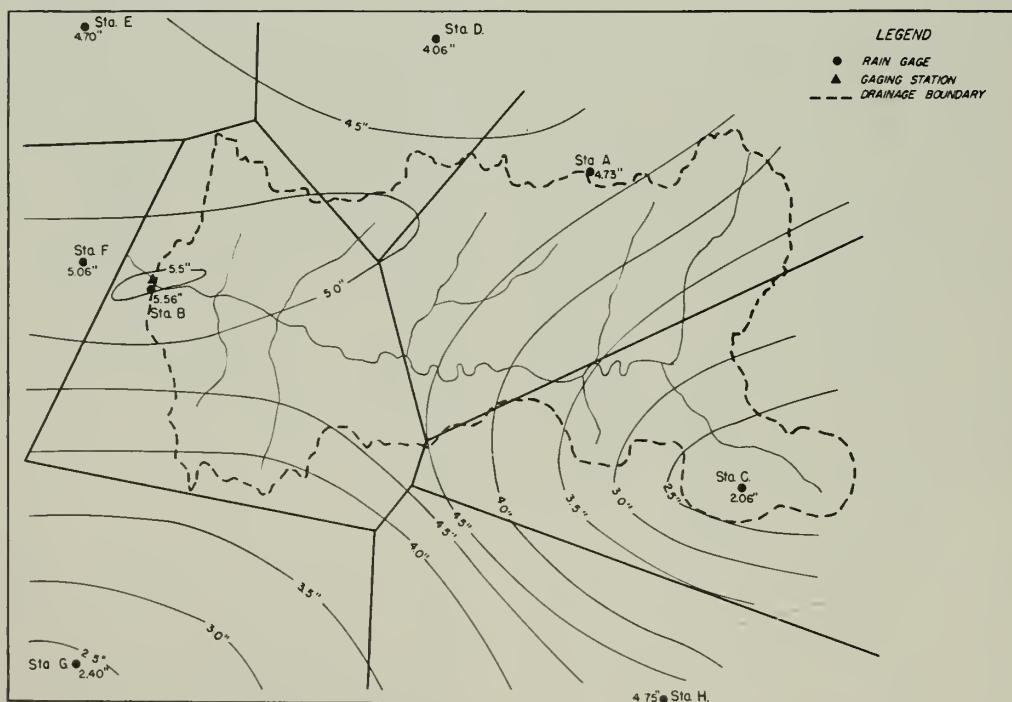 Sta. E
4.70"
Sta D.
4.06"
LEGEND
RAIN GAGE
GAGING STATION
DRAINAGE BOUNDARY
4.5"
Sta A
4.73"
Sta F
5.06"
5.5"
5.56"
Sta B
5.0"
Sta C.
2.06"
2.5"
3.0"
3.5"
4.0"
4.5"
4.5"
4.0"
3.5"
3.0"
2.5"
Sta G
2.40"
4.75" Sta H.